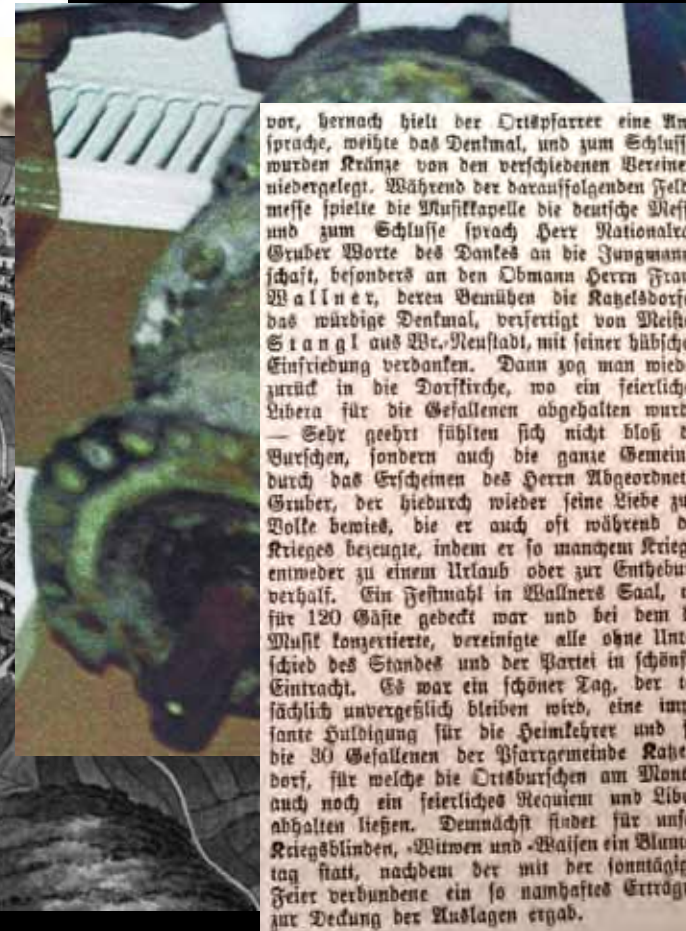 vor, hernach hielt der Ortspfarrer eine An
sprache, weihte das Denkmal, und zum Schluss
wurden Kränze von den verschiedenen Vereine
niedergelegt. Während der darauffolgenden Feld
messe spielte die Musikkapelle die deutsche Mess
und zum Schlusse sprach Herr Nationalra
Gruber Worte des Dankes an die Jungmann
schaft, besonders an den Obmann Herrn Fran
Wallner, deren Bemühen die Katzelsdorf
das würdige Denkmal, verfertigt von Meist
Stangl aus Wr.-Neustadt, mit seiner hübsche
Einfriedung verdanken. Dann zog man wied
zurück in die Dorfkirche, wo ein feierlich
Libera für die Gefallenen abgehalten wurd
— Sehr geehrt fühlten sich nicht bloß d
Burschen, sondern auch die ganze Gemein
durch das Erscheinen des Herrn Abgeordnet
Gruber, der hiedurch wieder seine Liebe zu
Volke bewies, die er auch oft während d
Krieges bezeugte, indem er so manchem Krieg
entweder zu einem Urlaub oder zur Enthebu
verhalf. Ein Festmahl in Wallners Saal,
für 120 Gäste gedeckt war und bei dem
Musik konzertierte, vereinigte alle ohne Unt
schied des Standes und der Partei in schöns
Eintracht. Es war ein schöner Tag, der t
sächlich unvergeßlich bleiben wird, eine imp
sante Huldigung für die Heimkehrer und
die 30 Gefallenen der Pfarrgemeinde Katze
dorf, für welche die Ortsburschen am Mont
auch noch ein feierliches Requiem und Libe
abhalten ließen. Demnächst findet für uns
Kriegsblinden, -Witwen und -Waisen ein Blum
tag statt, nachdem der mit der sonntägi
Feier verbundene ein so namhaftes Erträg
zur Deckung der Auslagen ergab.